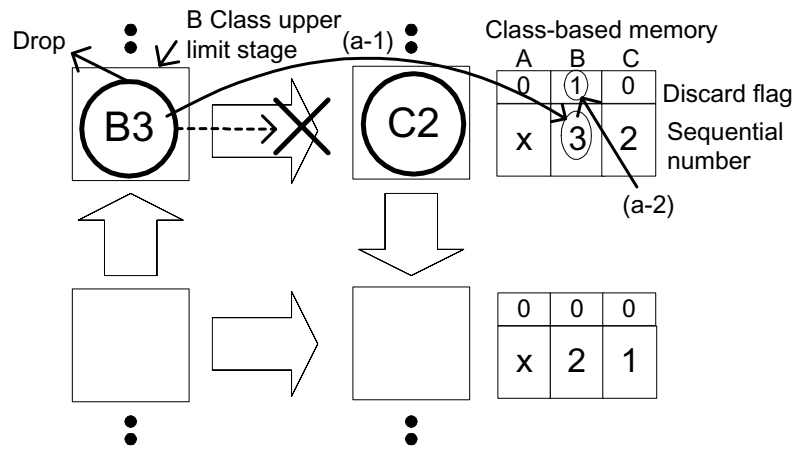 B Class upper
limit stage
Drop
(a-1)
Class-based memory
A B C
0 1 0
Discard flag
B3
C2
x 3 2
Sequential
number
(a-2)
0 0 0
x 2 1